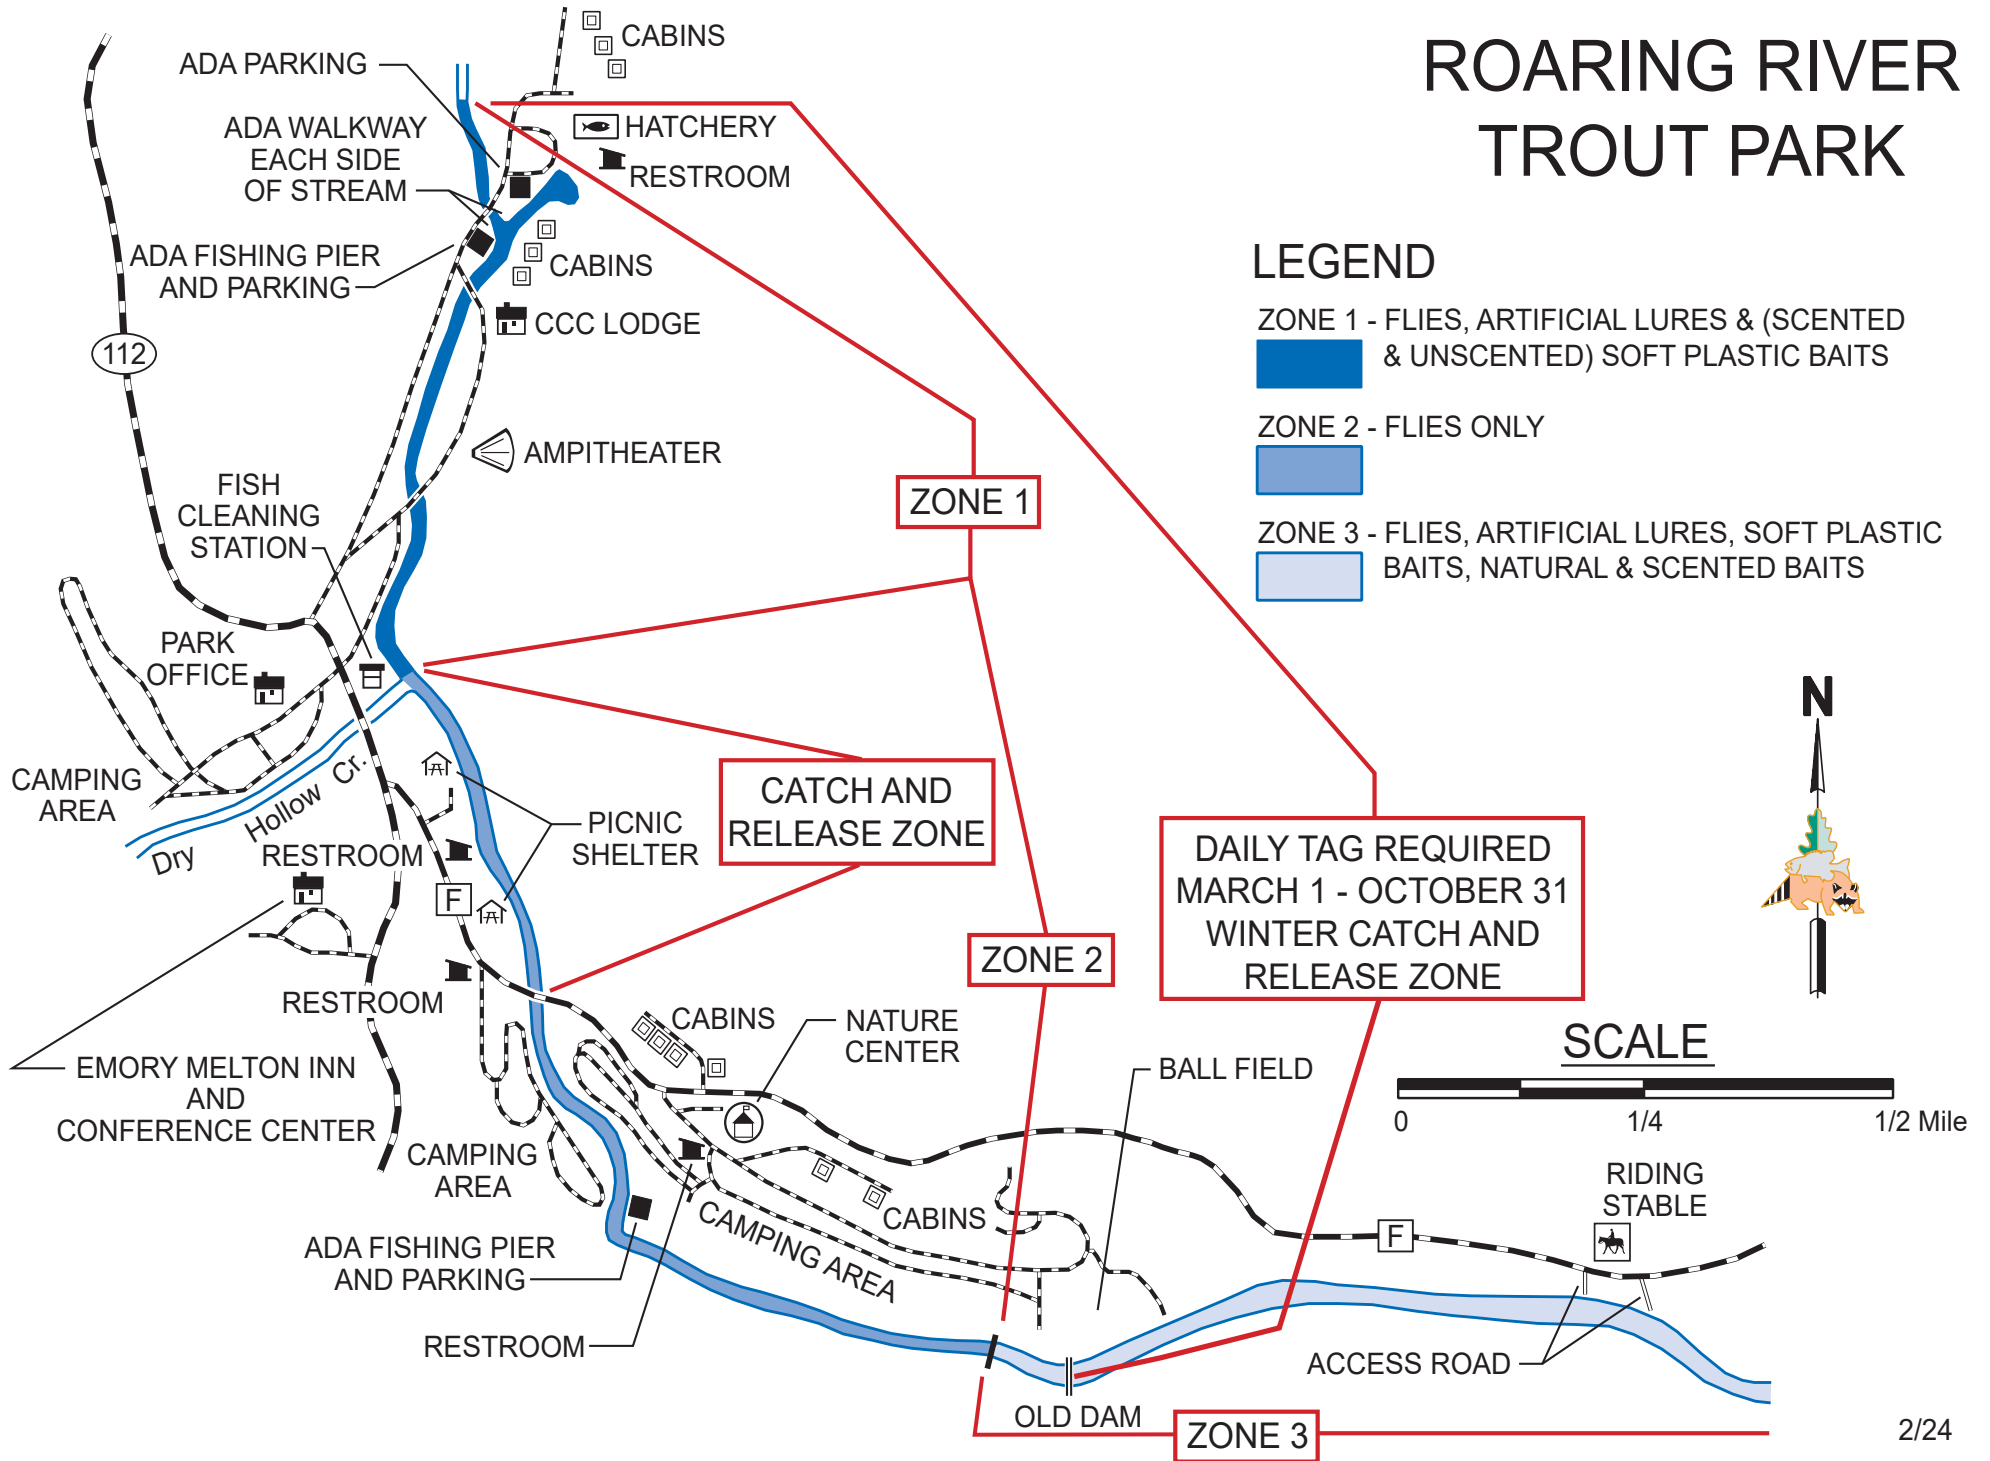 ROARING RIVER
TROUT PARK
CABINS
ADA PARKING
ADA WALKWAY
EACH SIDE
OF STREAM
HATCHERY
RESTROOM
ADA FISHING PIER
AND PARKING
CABINS
CCC LODGE
112
AMPITHEATER
FISH
CLEANING
STATION
PARK
OFFICE
CAMPING
AREA
Dry Hollow Cr.
RESTROOM
PICNIC
SHELTER
F
RESTROOM
EMORY MELTON INN
AND
CONFERENCE CENTER
CAMPING
AREA
CABINS
NATURE
CENTER
ADA FISHING PIER
AND PARKING
RESTROOM
CAMPING AREA
CABINS
BALL FIELD
OLD DAM
F
RIDING
STABLE
ACCESS ROAD
ZONE 1
CATCH AND
RELEASE ZONE
ZONE 2
DAILY TAG REQUIRED
MARCH 1 - OCTOBER 31
WINTER CATCH AND
RELEASE ZONE
ZONE 3
LEGEND
ZONE 1 - FLIES, ARTIFICIAL LURES & (SCENTED
& UNSCENTED) SOFT PLASTIC BAITS
ZONE 2 - FLIES ONLY
ZONE 3 - FLIES, ARTIFICIAL LURES, SOFT PLASTIC
BAITS, NATURAL & SCENTED BAITS
N
SCALE
0 1/4 1/2 Mile
2/24